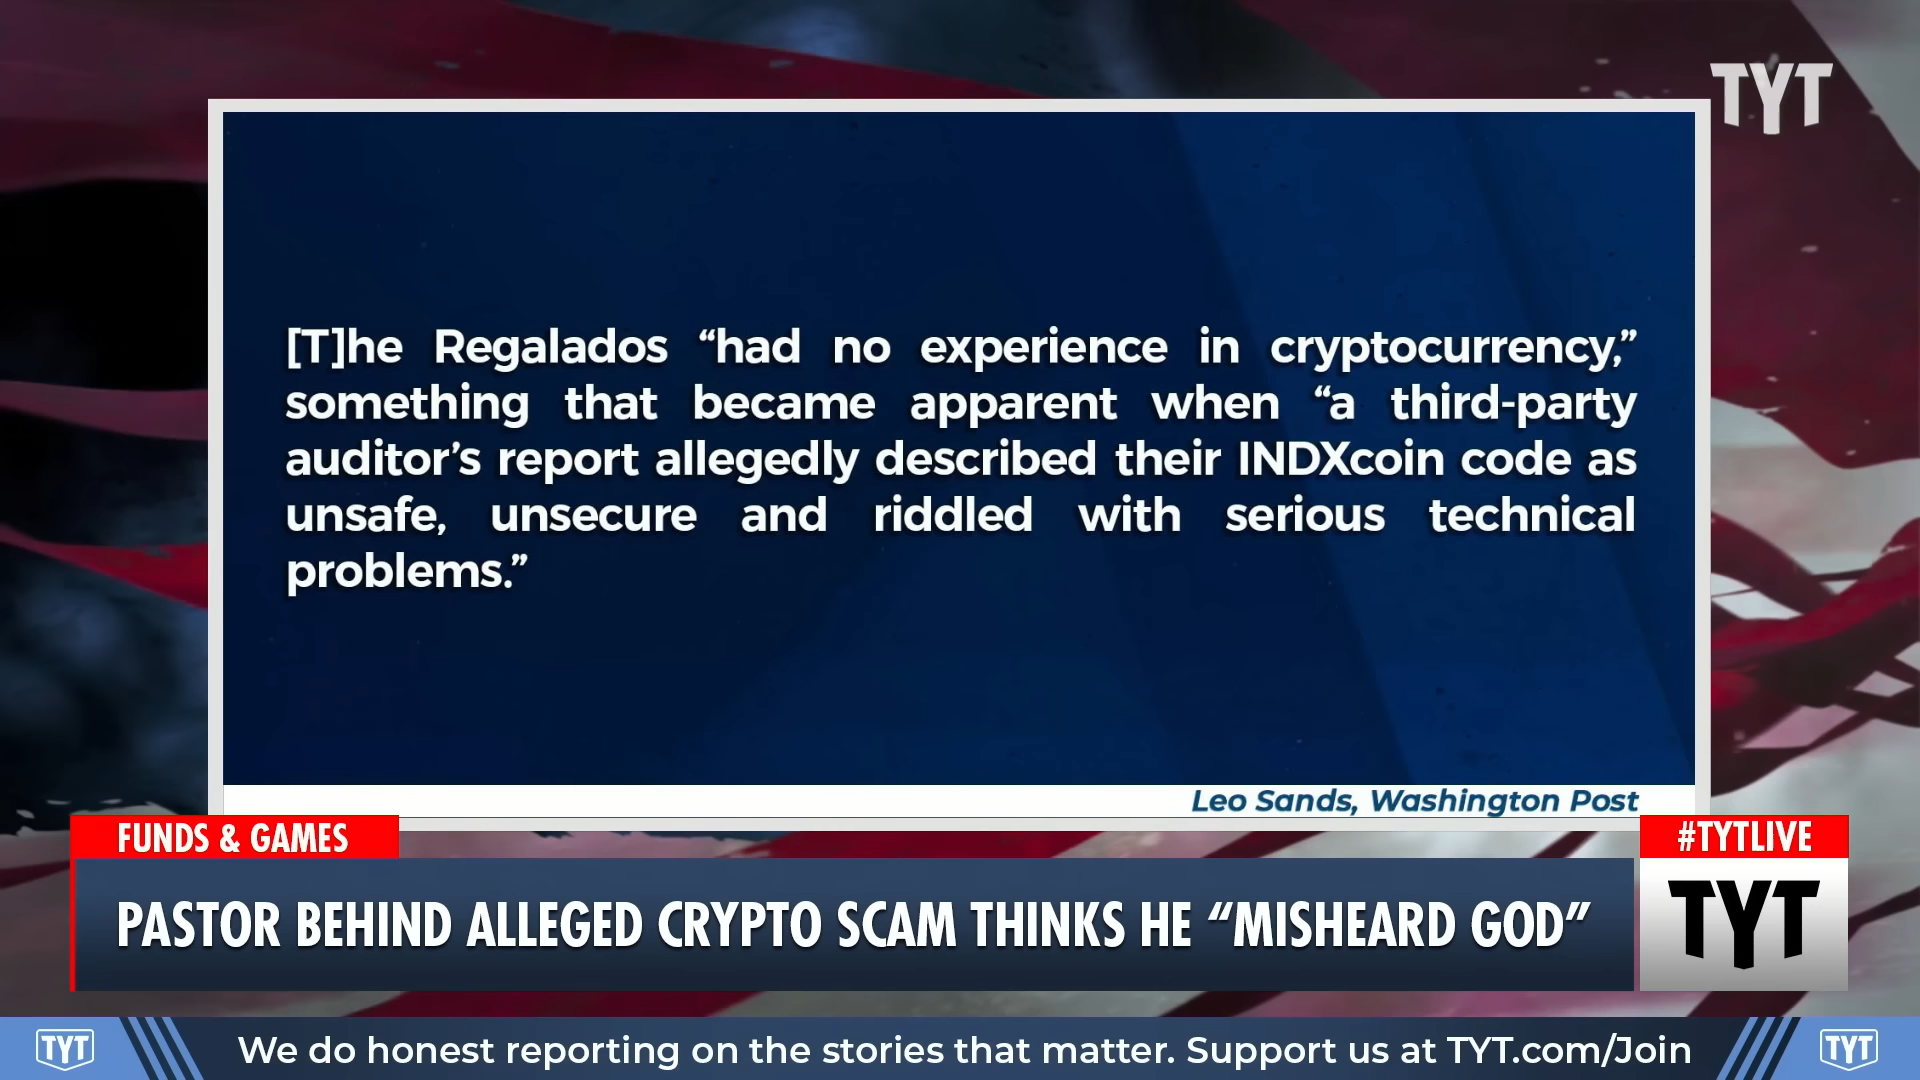 TYT
[T]he Regalados “had no experience in cryptocurrency,”
something that became apparent when “a third-party
auditor’s report allegedly described their INDXcoin code as
unsafe, unsecure and riddled with serious technical
problems.”
Leo Sands, Washington Post
FUNDS & GAMES
#TYTLIVE
PASTOR BEHIND ALLEGED CRYPTO SCAM THINKS HE “MISHEARD GOD”
TYT
TYT
We do honest reporting on the stories that matter. Support us at TYT.com/Join
TYT